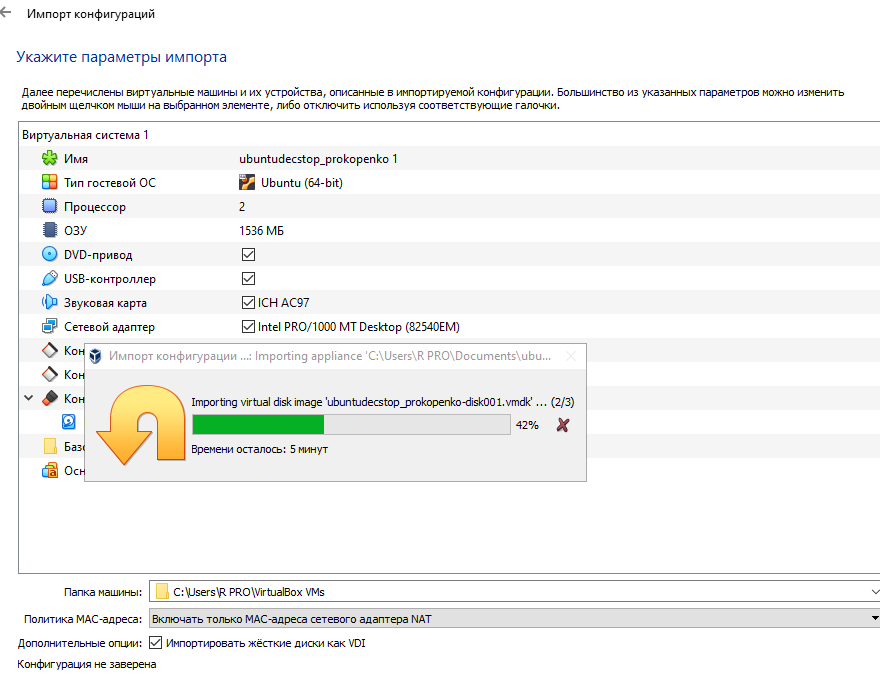 Импорт конфигураций
Укажите параметры импорта
Далее перечислены виртуальные машины и их устройства, описанные в импортируемой конфигурации. Большинство из указанных параметров можно изменить
двойным щелчком мыши на выбранном элементе, либо отключить используя соответствующие галочки.
Виртуальная система 1
Имя ubuntudecstop_prokopenko 1
Тип гостевой ОС Ubuntu (64-bit)
Процессор 2
ОЗУ 1536 МБ
DVD-привод
USB-контроллер
Звуковая карта ICH AC97
Сетевой адаптер Intel PRO/1000 MT Desktop (82540EM)
Кон
Кон
Кон
Базо
Осн
Импорт конфигурации ...: Importing appliance 'C:\Users\R PRO\Documents\ubu...
Importing virtual disk image 'ubuntudecstop_prokopenko-disk001.vmdk' ... (2/3)
42%
Времени осталось: 5 минут
Папка машины: C:\Users\R PRO\VirtualBox VMs
Политика MAC-адреса: Включать только MAC-адреса сетевого адаптера NAT
Дополнительные опции: Импортировать жёсткие диски как VDI
Конфигурация не заверена